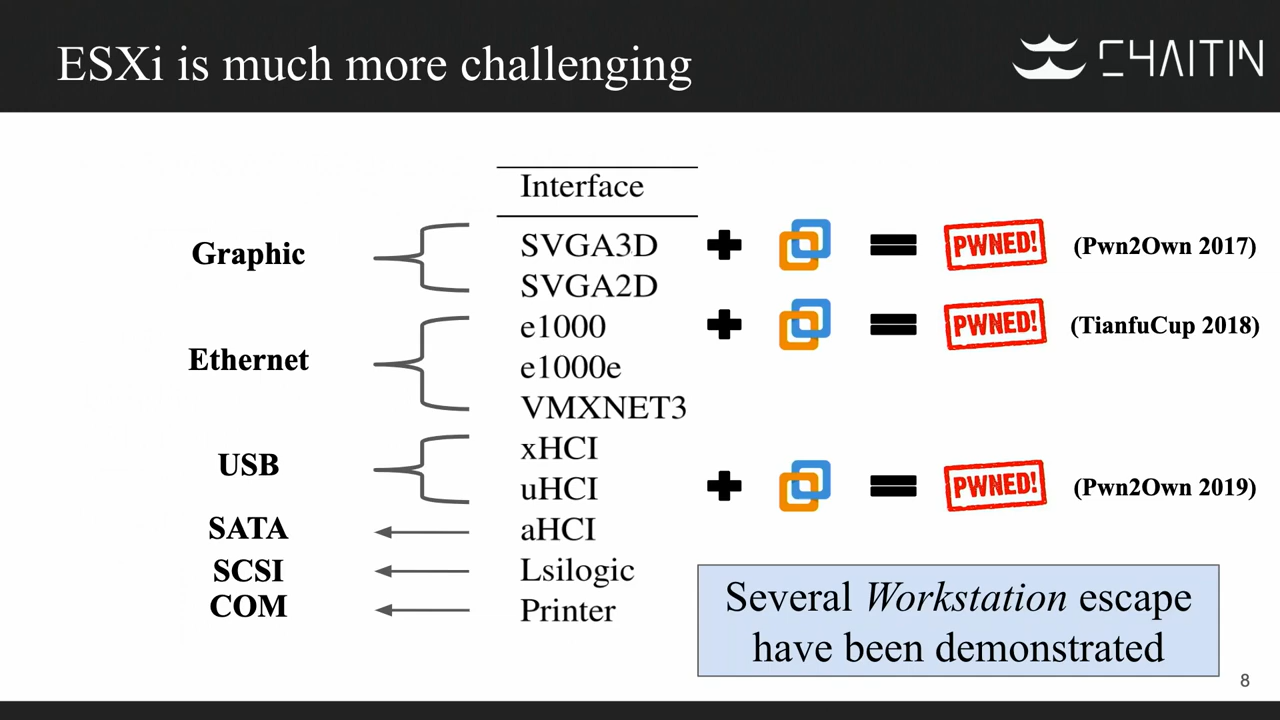 ESXi is much more challenging
CHAITIN
Interface
Graphic
SVGA3D
PWNED!
(Pwn2Own 2017)
SVGA2D
Ethernet
e1000
PWNED!
(TianfuCup 2018)
e1000e
VMXNET3
USB
xHCI
uHCI
PWNED!
(Pwn2Own 2019)
SATA
aHCI
SCSI
Lsilogic
COM
Printer
Several Workstation escape
have been demonstrated
8